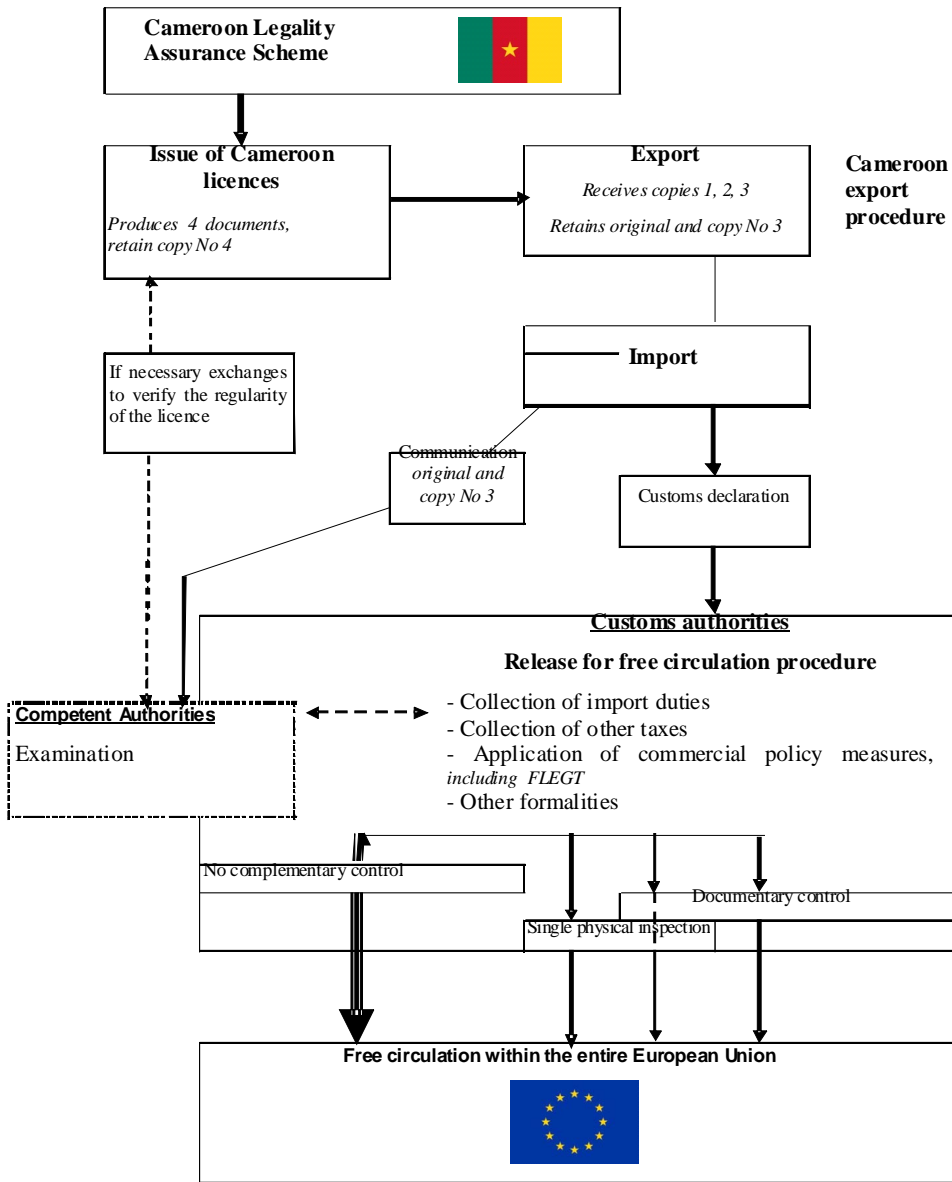 Cameroon Legality
Assurance Scheme
Issue of Cameroon
licences
Produces 4 documents,
retain copy No 4
Export
Receives copies 1, 2, 3
Retains original and copy No 3
Cameroon
export
procedure
If necessary exchanges
to verify the regularity
of the licence
Import
Communication
original and
copy No 3
Customs declaration
Customs authorities
Release for free circulation procedure
- Collection of import duties
- Collection of other taxes
- Application of commercial policy measures,
including FLEGT
- Other formalities
Competent Authorities
Examination
No complementary control
Documentary control
Single physical inspection
Free circulation within the entire European Union